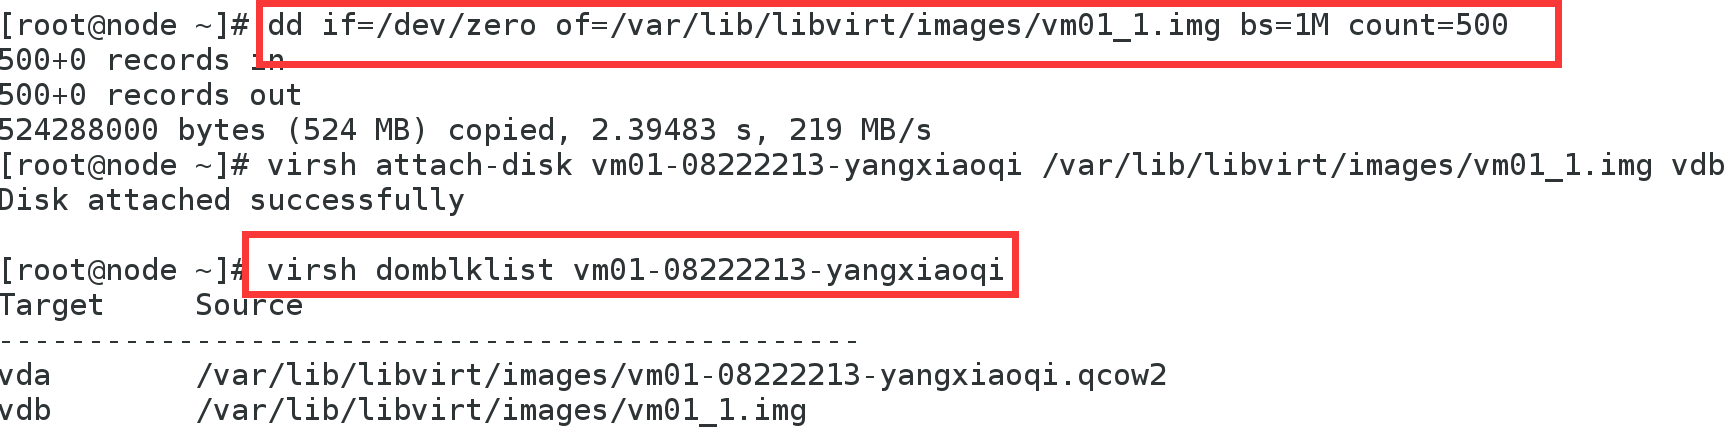 [root@node ~]# dd if=/dev/zero of=/var/lib/libvirt/images/vm01_1.img bs=1M count=500
500+0 records in
500+0 records out
524288000 bytes (524 MB) copied, 2.39483 s, 219 MB/s
[root@node ~]# virsh attach-disk vm01-08222213-yangxiaoqi /var/lib/libvirt/images/vm01_1.img vdb
Disk attached successfully
[root@node ~]# virsh domblklist vm01-08222213-yangxiaoqi
Target     Source
------------------------------------------------
vda        /var/lib/libvirt/images/vm01-08222213-yangxiaoqi.qcow2
vdb        /var/lib/libvirt/images/vm01_1.img